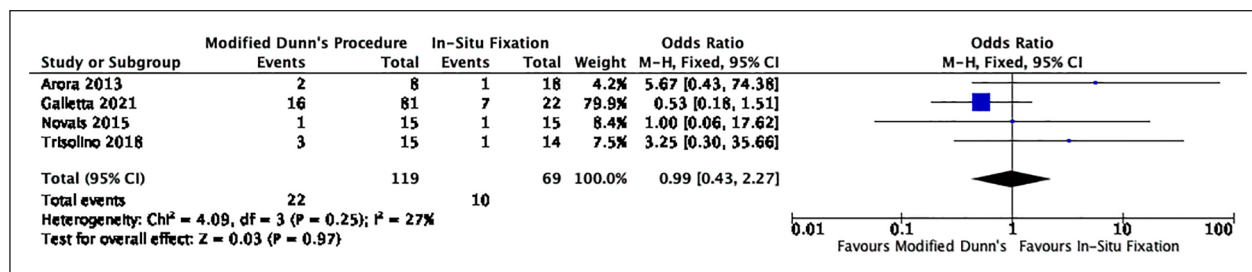 Modified Dunn's Procedure In-Situ Fixation Odds Ratio Odds Ratio
Study or Subgroup Events Total Events Total Weight M-H, Fixed, 95% CI M-H, Fixed, 95% CI
Arora 2013 2 8 1 18 4.2% 5.67 [0.43, 74.38]
Galletta 2021 16 81 7 22 79.9% 0.53 [0.18, 1.51]
Novais 2015 1 15 1 15 8.4% 1.00 [0.06, 17.62]
Trisolino 2018 3 15 1 14 7.5% 3.25 [0.30, 35.66]
Total (95% CI) 119 69 100.0% 0.99 [0.43, 2.27]
Total events 22 10
Heterogeneity: Chi² = 4.09, df = 3 (P = 0.25); I² = 27%
Test for overall effect: Z = 0.03 (P = 0.97)
0.01 0.1 1 10 100
Favours Modified Dunn's Favours In-Situ Fixation